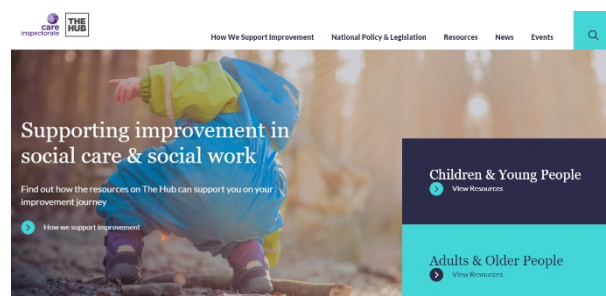 care
inspectorate
THE
HUB
How We Support Improvement
National Policy & Legislation
Resources
News
Events
Supporting improvement in
social care & social work
Find out how the resources on The Hub can support you on your
improvement journey
How we support improvement
Children & Young People
View Resources
Adults & Older People
View Resources